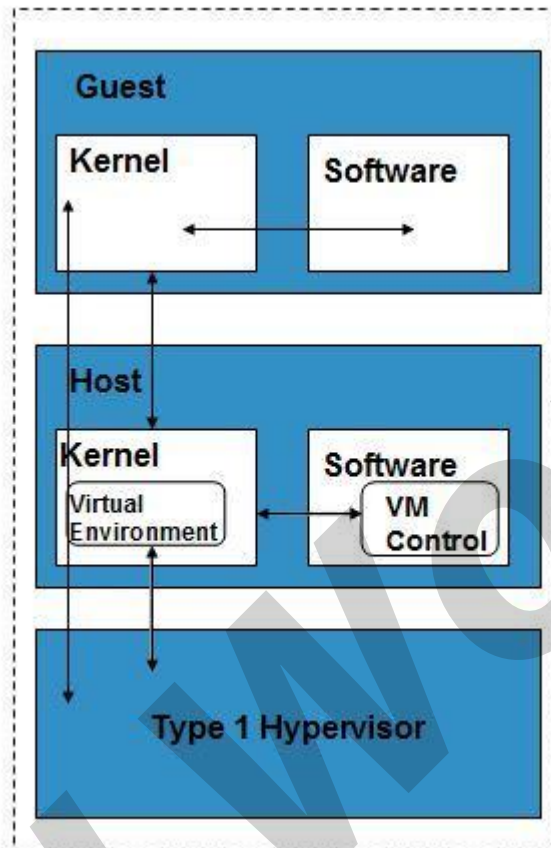 Guest
Kernel
Software
Host
Kernel
Software
Virtual
Environment
VM
Control
Type 1 Hypervisor